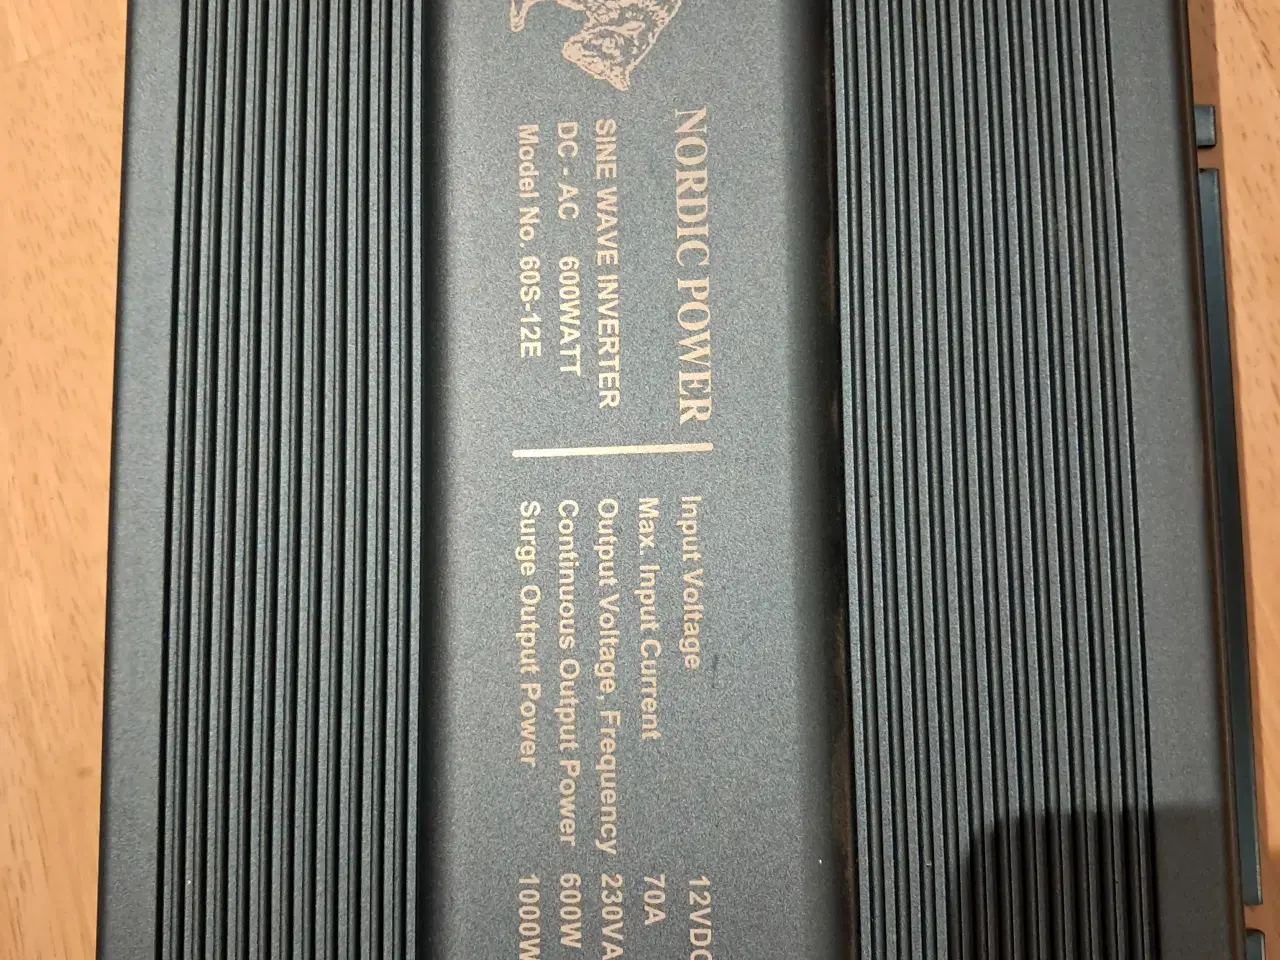 NORDIC POWER
SINE WAVE INVERTER
DC - AC 600WATT
Model No. 60S-12E
Input Voltage 12VDC
Max. Input Current 70A
Output Voltage, Frequency 230VA
Continuous Output Power 600W
Surge Output Power 1000W